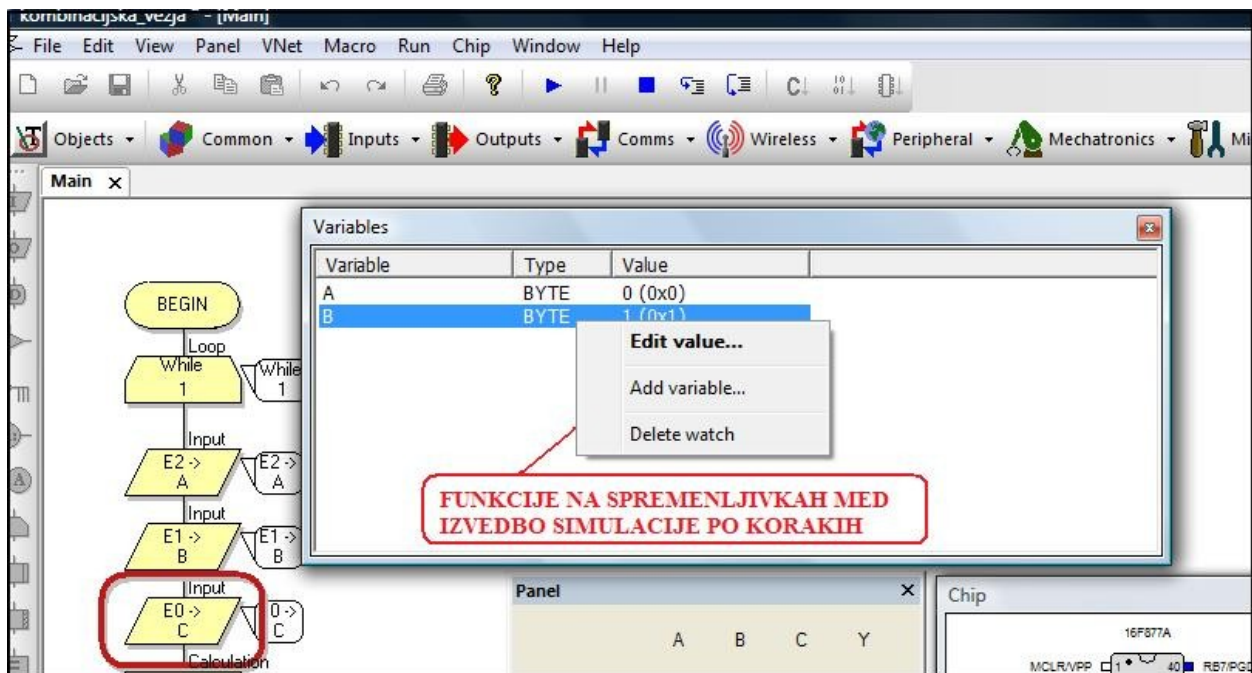 kombinacijska_vezja * - [Main]
File Edit View Panel VNet Macro Run Chip Window Help
Objects Common Inputs Outputs Comms Wireless Peripheral Mechatronics
Main x
Variables
Variable Type Value
A BYTE 0 (0x0)
B BYTE 1 (0x1)
Edit value...
Add variable...
Delete watch
FUNKCIJE NA SPREMENLJIVKAH MED
IZVEDBO SIMULACIJE PO KORAKIH
BEGIN
Loop
While While
1 1
Input
E2 -> E2 ->
A A
Input
E1 -> E1 ->
B B
Input
E0 -> 0 ->
C C
Calculation
Panel x
A B C Y
Chip
16F877A
MCLR/VPP 1 40 RB7/PGD